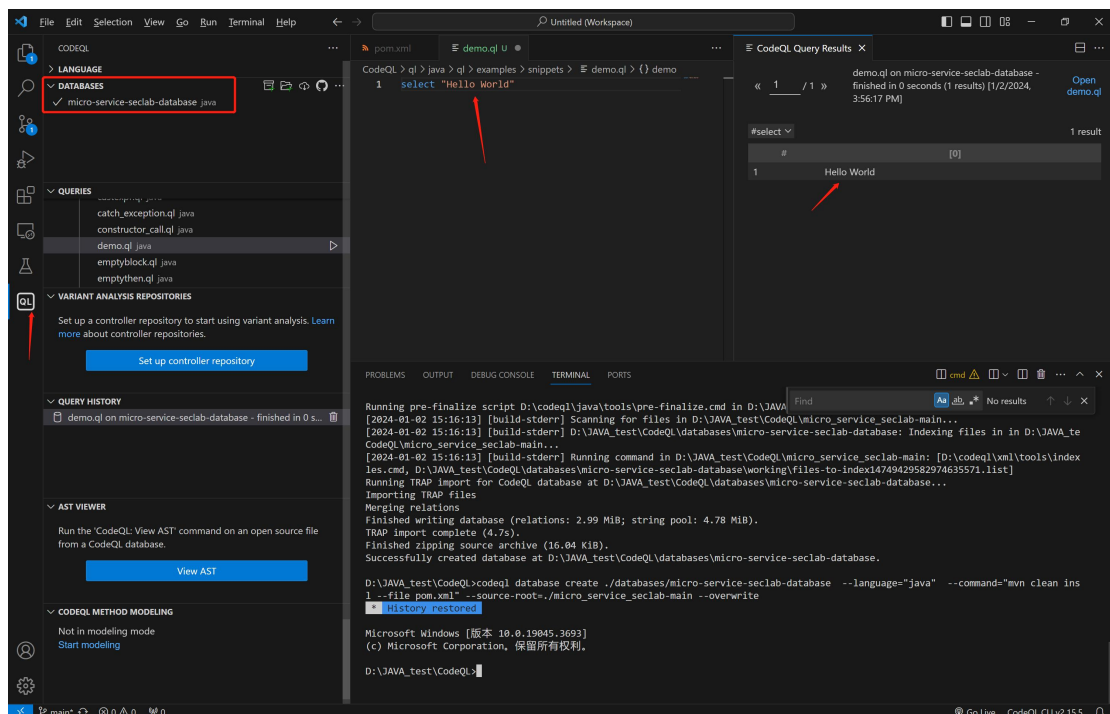 File Edit Selection View Go Run Terminal Help
Untitled (Workspace)
CODEQL
LANGUAGE
DATABASES
micro-service-seclab-database java
QUERIES
catch_exception.ql java
constructor_call.ql java
demo.ql java
emptyblock.ql java
emptythen.ql java
VARIANT ANALYSIS REPOSITORIES
Set up a controller repository to start using variant analysis. Learn
more about controller repositories.
Set up controller repository
QUERY HISTORY
demo.ql on micro-service-seclab-database - finished in 0 s...
AST VIEWER
Run the 'CodeQL: View AST' command on an open source file
from a CodeQL database.
View AST
CODEQL METHOD MODELING
Not in modeling mode
Start modeling
pom.xml
demo.ql U
CodeQL > ql > java > ql > examples > snippets > demo.ql > {} demo
1 select "Hello World"
CodeQL Query Results
« 1 / 1 »
demo.ql on micro-service-seclab-database -
finished in 0 seconds (1 results) [1/2/2024,
3:56:17 PM]
Open
demo.ql
#select
1 result
# [0]
1 Hello World
PROBLEMS OUTPUT DEBUG CONSOLE TERMINAL PORTS
cmd
Find
Aa ab .* No results
Running pre-finalize script D:\codeql\java\tools\pre-finalize.cmd in D:\JAVA
[2024-01-02 15:16:13] [build-stderr] Scanning for files in D:\JAVA_test\CodeQL\micro_service_seclab-main...
[2024-01-02 15:16:13] [build-stderr] D:\JAVA_test\CodeQL\databases\micro-service-seclab-database: Indexing files in in D:\JAVA_te
CodeQL\micro_service_seclab-main...
[2024-01-02 15:16:13] [build-stderr] Running command in D:\JAVA_test\CodeQL\micro_service_seclab-main: [D:\codeql\xml\tools\index
les.cmd, D:\JAVA_test\CodeQL\databases\micro-service-seclab-database\working\files-to-index14749429582974635571.list]
Running TRAP import for CodeQL database at D:\JAVA_test\CodeQL\databases\micro-service-seclab-database...
Importing TRAP files
Merging relations
Finished writing database (relations: 2.99 MiB; string pool: 4.78 MiB).
TRAP import complete (4.7s).
Finished zipping source archive (16.04 KiB).
Successfully created database at D:\JAVA_test\CodeQL\databases\micro-service-seclab-database.
D:\JAVA_test\CodeQL>codeql database create ./databases/micro-service-seclab-database --language="java" --command="mvn clean ins
l --file pom.xml" --source-root=./micro_service_seclab-main --overwrite
* History restored
Microsoft Windows [版本 10.0.19045.3693]
(c) Microsoft Corporation。保留所有权利。
D:\JAVA_test\CodeQL>
main* 0 0 0 Go Live CodeQL CLI v2.15.5